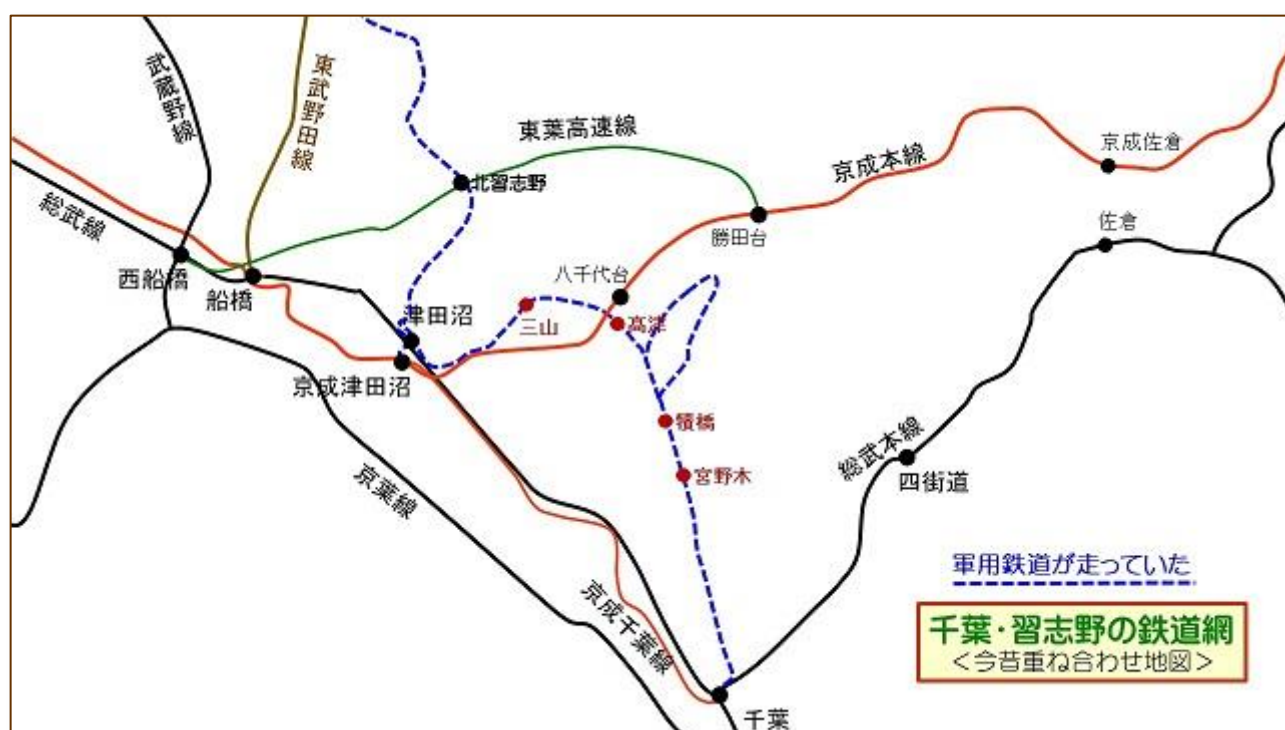 武蔵野線
東武野田線
東葉高速線
京成本線
京成佐倉
北習志野
総武線
勝田台
佐倉
西船橋
船橋
八千代台
津田沼
三山
高津
京成津田沼
犢橋
総武本線
四街道
宮野木
京葉線
軍用鉄道が走っていた
京成千葉線
千葉・習志野の鉄道網
<今昔重ね合わせ地図>
千葉